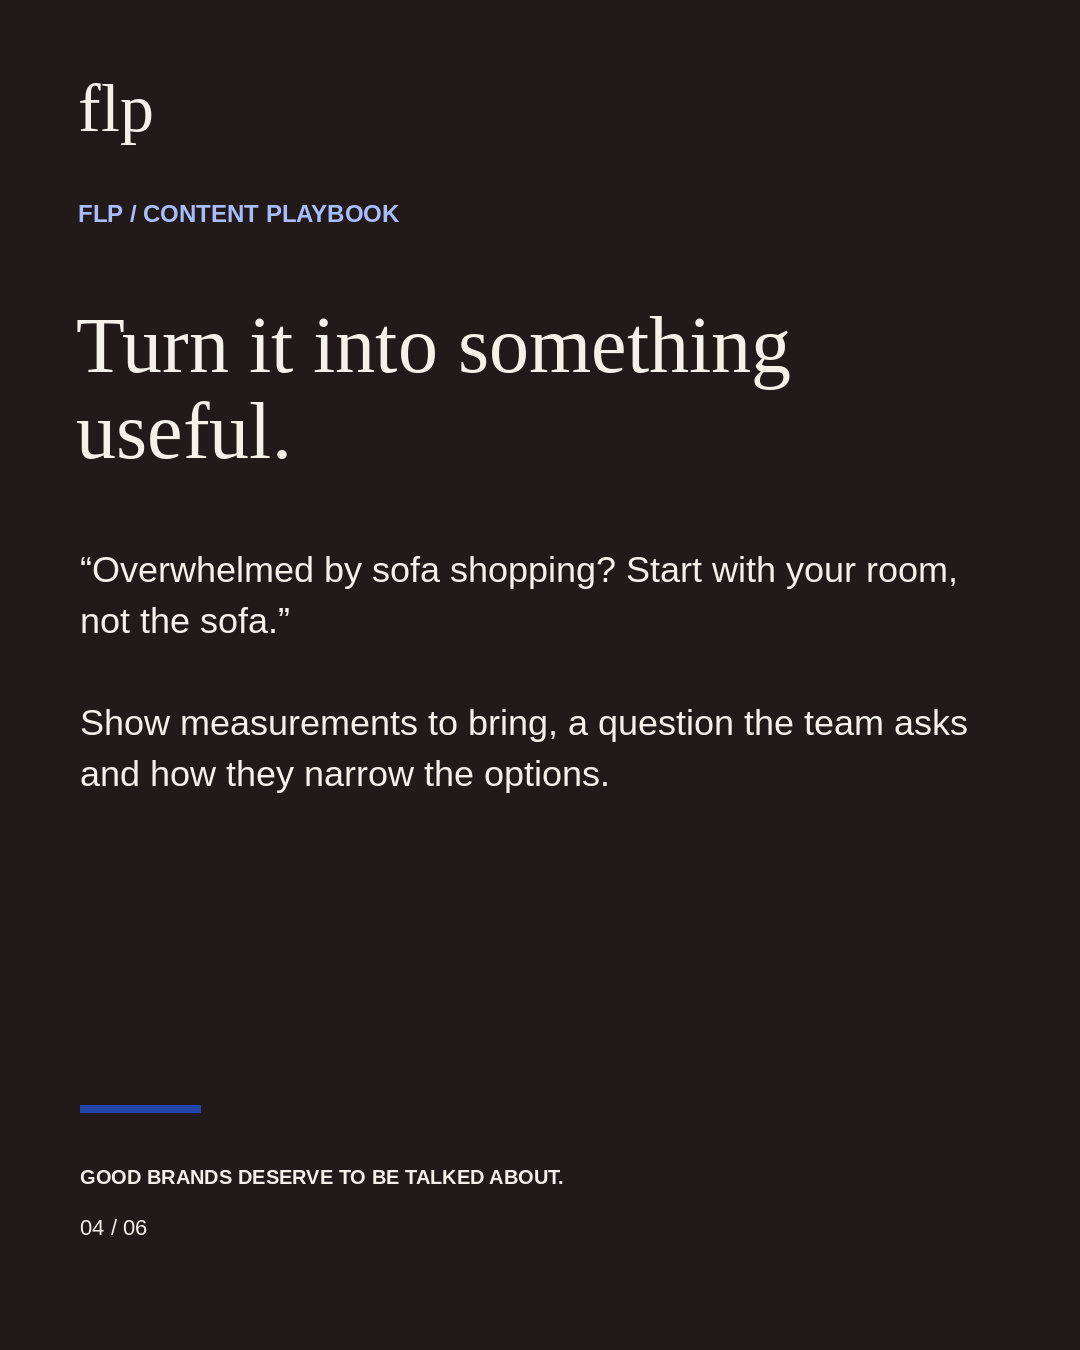 flp
FLP / CONTENT PLAYBOOK
Turn it into something
useful.
“Overwhelmed by sofa shopping? Start with your room,
not the sofa.”
Show measurements to bring, a question the team asks
and how they narrow the options.
GOOD BRANDS DESERVE TO BE TALKED ABOUT.
04 / 06